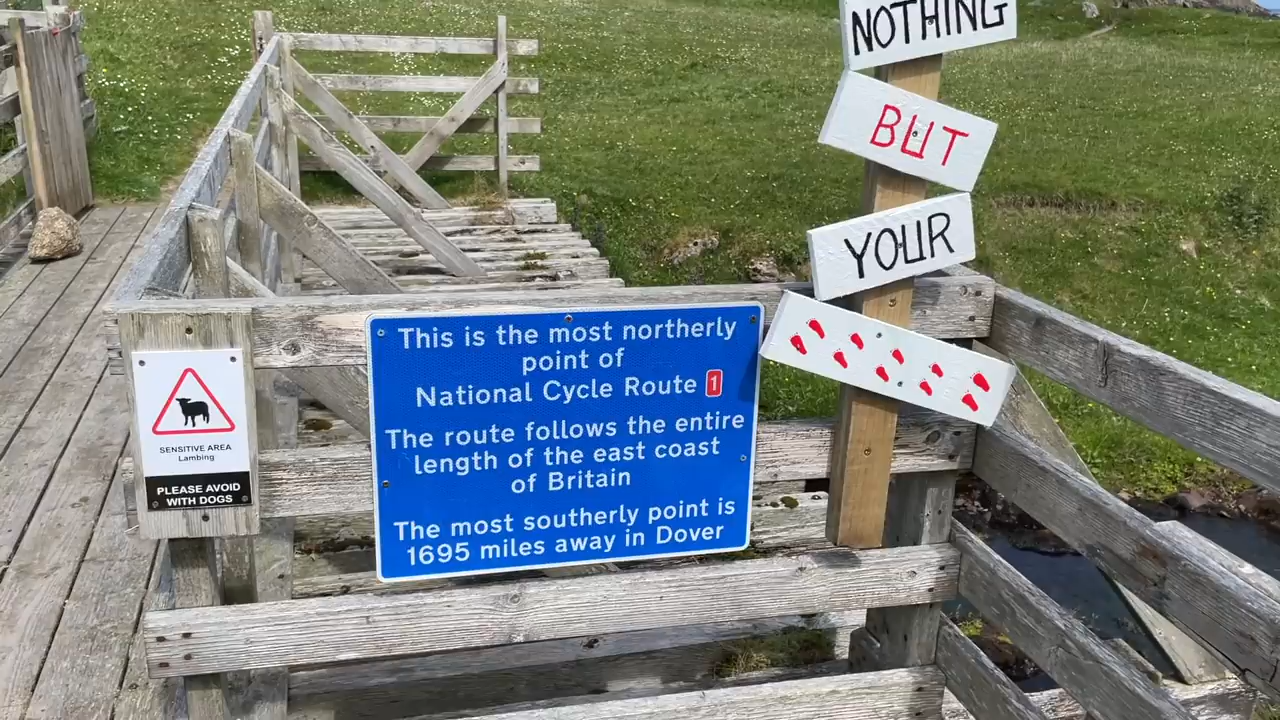 NOTHING
BUT
YOUR
This is the most northerly
point of
National Cycle Route 1
The route follows the entire
length of the east coast
of Britain
The most southerly point is
1695 miles away in Dover
SENSITIVE AREA
Lambing
PLEASE AVOID
WITH DOGS